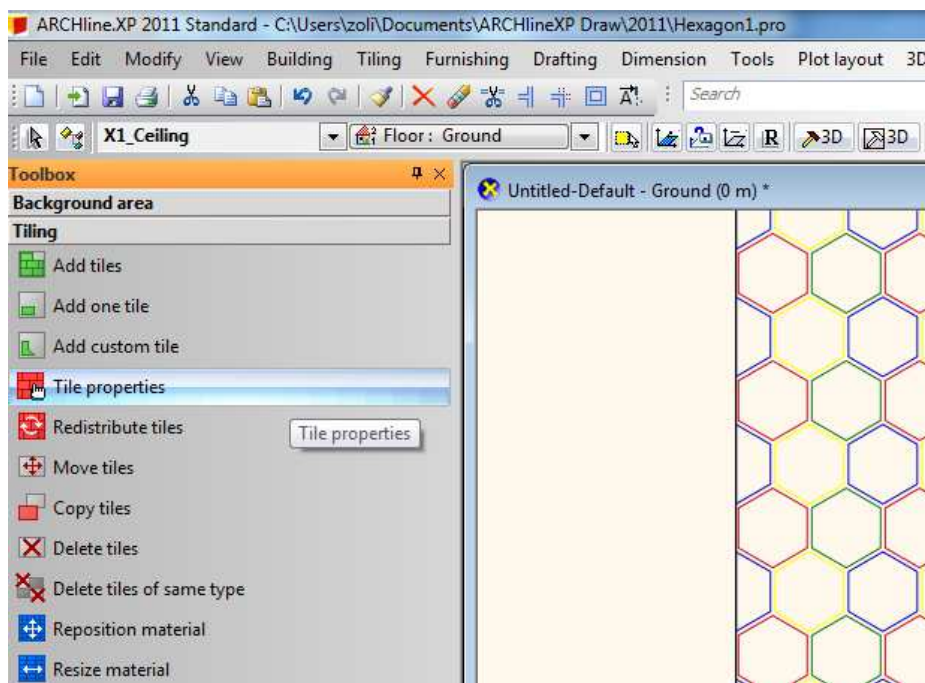 ARCHline.XP 2011 Standard - C:\Users\zoli\Documents\ARCHlineXP Draw\2011\Hexagon1.pro
File Edit Modify View Building Tiling Furnishing Drafting Dimension Tools Plot layout 3D
Search
X1_Ceiling Floor : Ground R 3D 3D
Toolbox
Background area
Untitled-Default - Ground (0 m) *
Tiling
Add tiles
Add one tile
Add custom tile
Tile properties
Redistribute tiles
Tile properties
Move tiles
Copy tiles
Delete tiles
Delete tiles of same type
Reposition material
Resize material